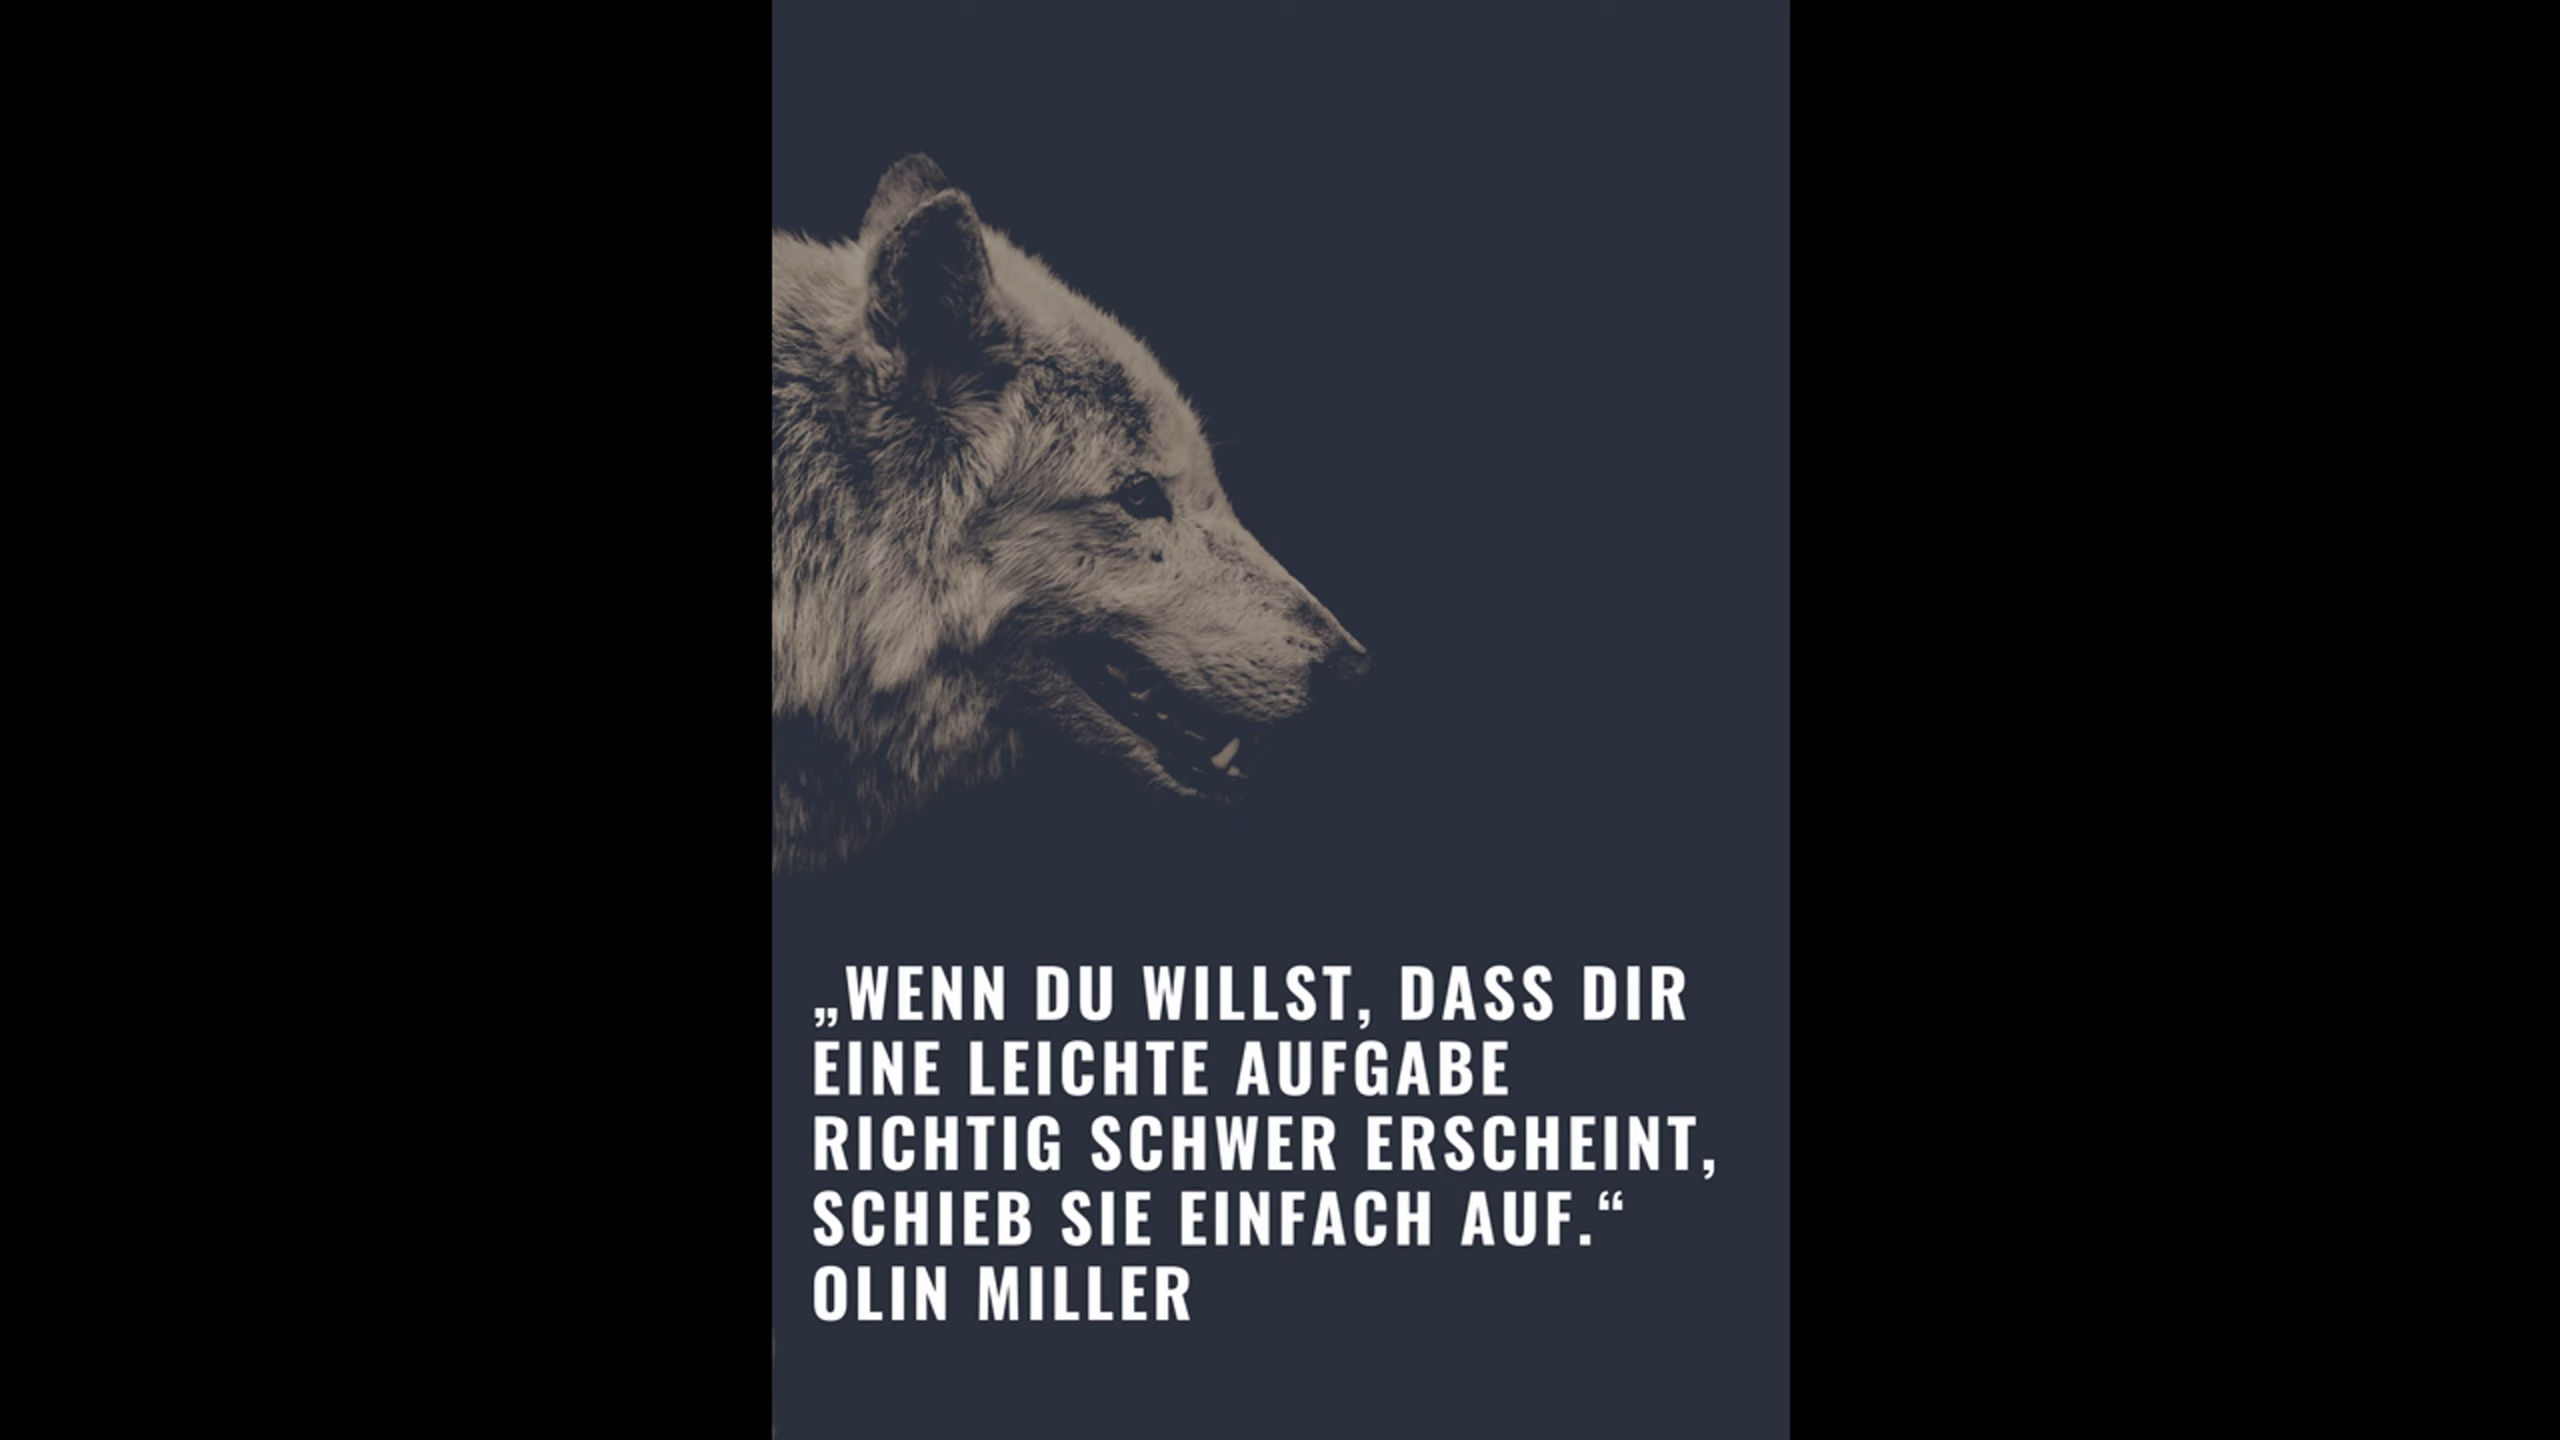 „WENN DU WILLST, DASS DIR
EINE LEICHTE AUFGABE
RICHTIG SCHWER ERSCHEINT,
SCHIEB SIE EINFACH AUF.“
OLIN MILLER